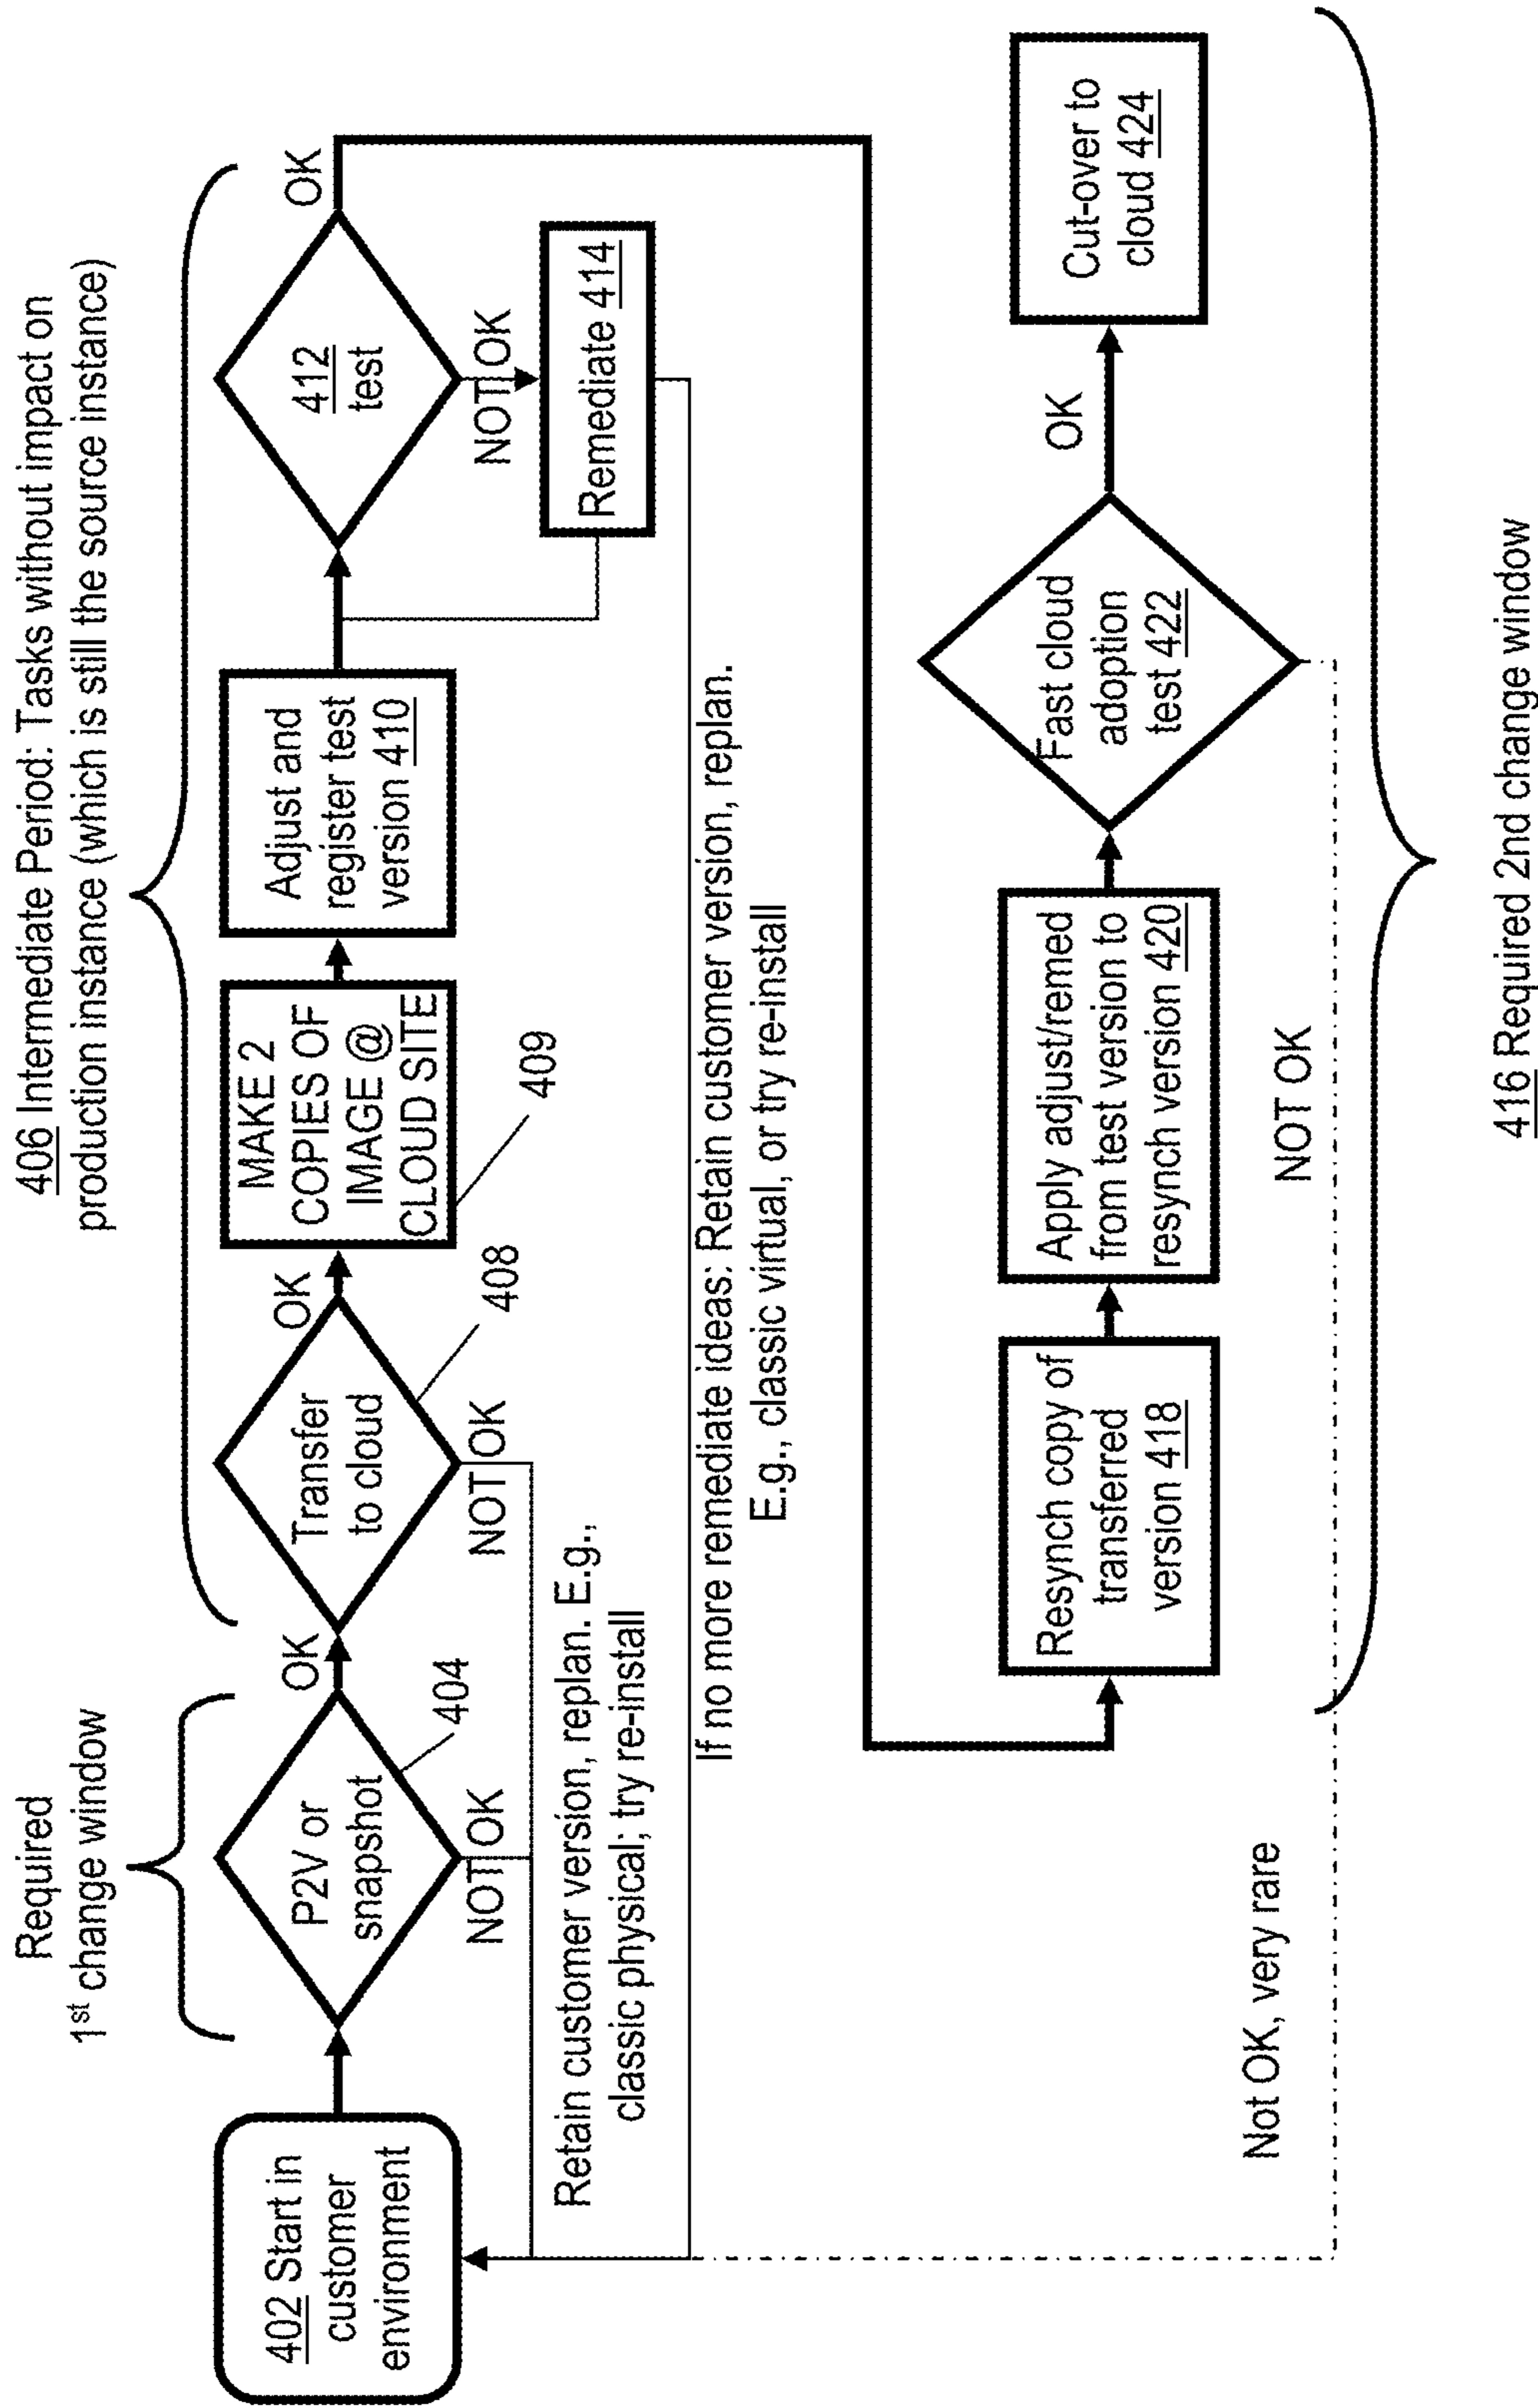 Required
1st change window
406 Intermediate Period: Tasks without impact on
production instance (which is still the source instance)
402 Start in
customer
environment
P2V or
snapshot
404
OK
NOT OK
Transfer
to cloud
408
OK
NOT OK
MAKE 2
COPIES OF
IMAGE @
CLOUD SITE
409
Adjust and
register test
version 410
412
test
OK
NOT OK
Remediate 414
Retain customer version, replan. E.g.,
classic physical; try re-install
If no more remediate ideas: Retain customer version, replan.
E.g., classic virtual, or try re-install
Resynch copy of
transferred
version 418
Apply adjust/remed
from test version to
resynch version 420
Fast cloud
adoption
test 422
OK
Cut-over to
cloud 424
NOT OK
Not OK, very rare
416 Required 2nd change window